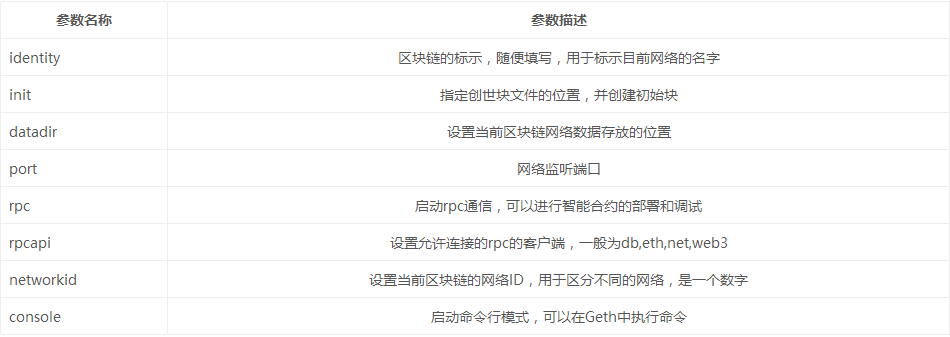 参数名称 参数描述
identity 区块链的标示，随便填写，用于标示目前网络的名字
init 指定创世块文件的位置，并创建初始块
datadir 设置当前区块链网络数据存放的位置
port 网络监听端口
rpc 启动rpc通信，可以进行智能合约的部署和调试
rpcapi 设置允许连接的rpc的客户端，一般为db,eth,net,web3
networkid 设置当前区块链的网络ID，用于区分不同的网络，是一个数字
console 启动命令行模式，可以在Geth中执行命令